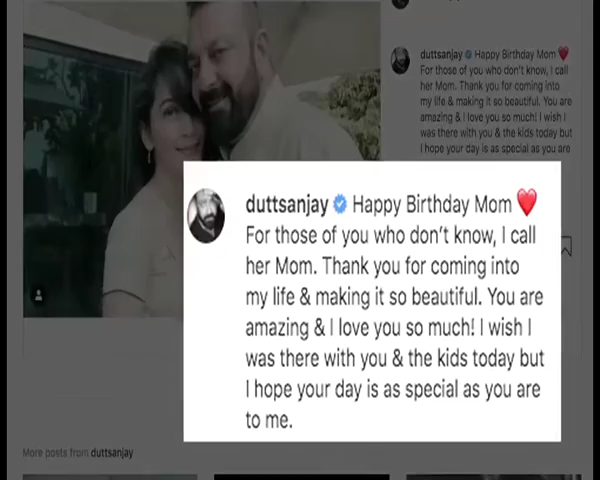 duttsanjay Happy Birthday Mom ❤️
For those of you who don't know, I call
her Mom. Thank you for coming into
my life & making it so beautiful. You are
amazing & I love you so much! I wish I
was there with you & the kids today but
I hope your day is as special as you are
duttsanjay Happy Birthday Mom ❤️
For those of you who don’t know, I call
her Mom. Thank you for coming into
my life & making it so beautiful. You are
amazing & I love you so much! I wish I
was there with you & the kids today but
I hope your day is as special as you are
to me.
More posts from duttsanjay